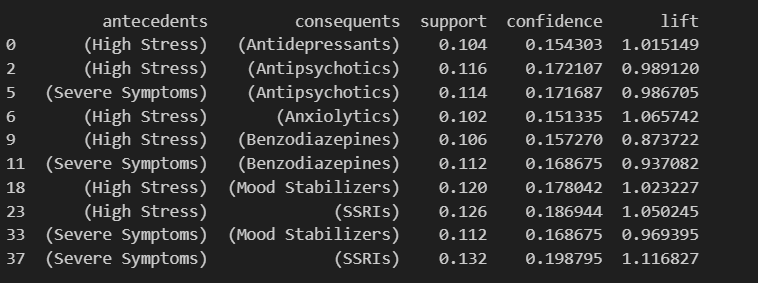 antecedents consequents support confidence lift
0 (High Stress) (Antidepressants) 0.104 0.154303 1.015149
2 (High Stress) (Antipsychotics) 0.116 0.172107 0.989120
5 (Severe Symptoms) (Antipsychotics) 0.114 0.171687 0.986705
6 (High Stress) (Anxiolytics) 0.102 0.151335 1.065742
9 (High Stress) (Benzodiazepines) 0.106 0.157270 0.873722
11 (Severe Symptoms) (Benzodiazepines) 0.112 0.168675 0.937082
18 (High Stress) (Mood Stabilizers) 0.120 0.178042 1.023227
23 (High Stress) (SSRIs) 0.126 0.186944 1.050245
33 (Severe Symptoms) (Mood Stabilizers) 0.112 0.168675 0.969395
37 (Severe Symptoms) (SSRIs) 0.132 0.198795 1.116827